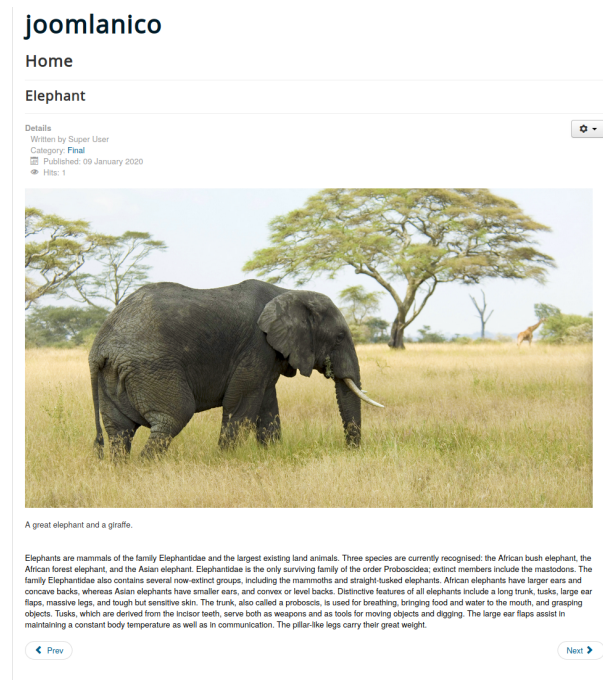 joomlanico
Home
Elephant
Details
Written by Super User
Category: Final
Published: 09 January 2020
Hits: 1
A great elephant and a giraffe.
Elephants are mammals of the family Elephantidae and the largest existing land animals. Three species are currently recognised: the African bush elephant, the
African forest elephant, and the Asian elephant. Elephantidae is the only surviving family of the order Proboscidea; extinct members include the mastodons. The
family Elephantidae also contains several now-extinct groups, including the mammoths and straight-tusked elephants. African elephants have larger ears and
concave backs, whereas Asian elephants have smaller ears, and convex or level backs. Distinctive features of all elephants include a long trunk, tusks, large ear
flaps, massive legs, and tough but sensitive skin. The trunk, also called a proboscis, is used for breathing, bringing food and water to the mouth, and grasping
objects. Tusks, which are derived from the incisor teeth, serve both as weapons and as tools for moving objects and digging. The large ear flaps assist in
maintaining a constant body temperature as well as in communication. The pillar-like legs carry their great weight.
Prev
Next